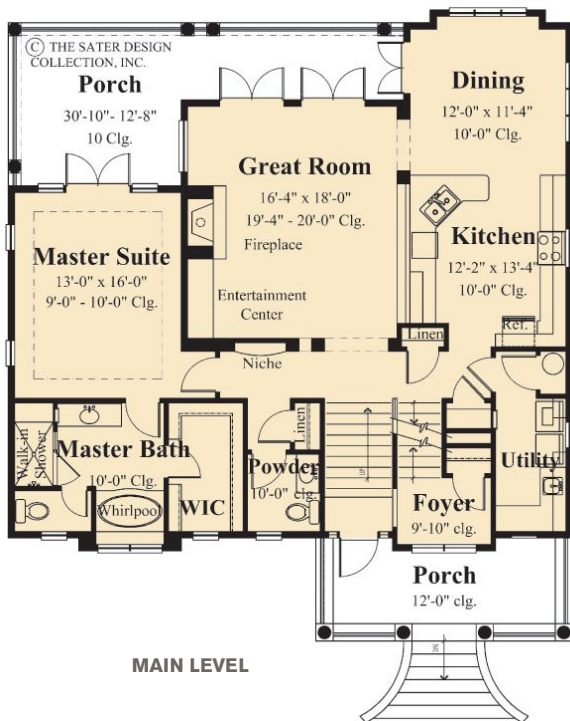 © THE SATER DESIGN
COLLECTION, INC.
Porch
30'-10"- 12'-8"
10 Clg.
Dining
12'-0" x 11'-4"
10'-0" Clg.
Great Room
16'-4" x 18'-0"
19'-4" - 20'-0" Clg.
Fireplace
Entertainment
Center
Kitchen
12'-2" x 13'-4"
10'-0" Clg.
Ref.
Master Suite
13'-0" x 16'-0"
9'-0" - 10'-0" Clg.
Linen
Niche
Walk-in
Shower
Master Bath
10'-0" Clg.
Whirlpool
WIC
Linen
Powder
10'-0" clg.
UP
Foyer
9'-10" clg.
Utility
Porch
12'-0" clg.
DN
MAIN LEVEL